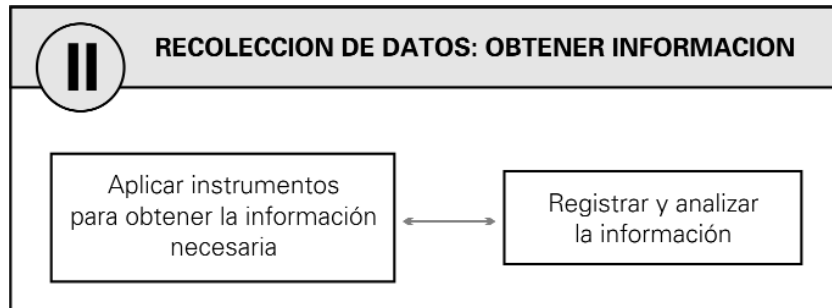 II
RECOLECCION DE DATOS: OBTENER INFORMACION
Aplicar instrumentos
para obtener la información
necesaria
Registrar y analizar
la información